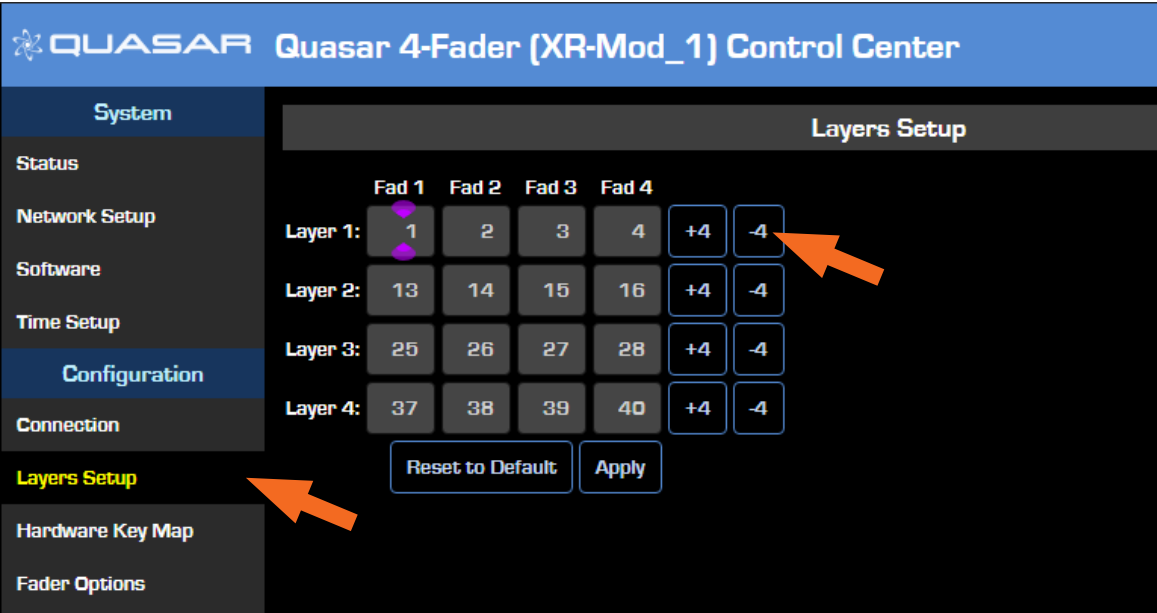 QUASAR Quasar 4-Fader (XR-Mod_1) Control Center
System
Status
Network Setup
Software
Time Setup
Configuration
Connection
Layers Setup
Hardware Key Map
Fader Options
Layers Setup
Fad 1 Fad 2 Fad 3 Fad 4
Layer 1: 1 2 3 4 +4 -4
Layer 2: 13 14 15 16 +4 -4
Layer 3: 25 26 27 28 +4 -4
Layer 4: 37 38 39 40 +4 -4
Reset to Default Apply